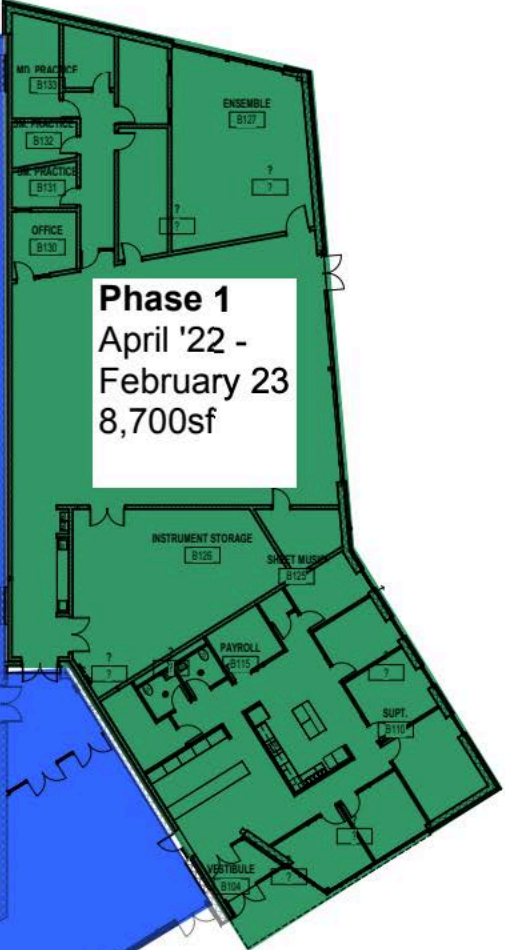 MD. PRACTICE
B133
ENSEMBLE
B127
SM. PRACTICE
B132
?
?
SM. PRACTICE
B131
?
?
OFFICE
B130
Phase 1
April '22 -
February 23
8,700sf
INSTRUMENT STORAGE
B126
SHEET MUSIC
B125
PAYROLL
B115
?
?
?
?
?
SUPT.
B110
?
VESTIBULE
B104
?